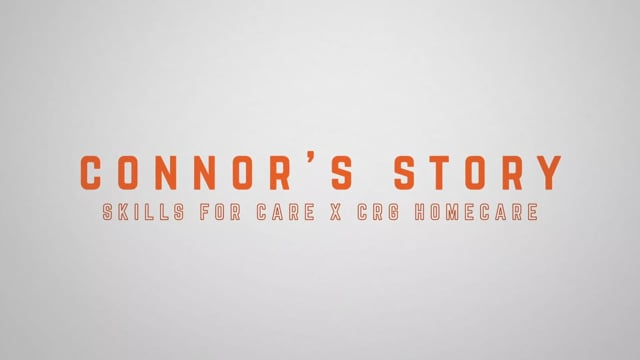 CONNOR'S STORY
SKILLS FOR CARE X CRG HOMECARE